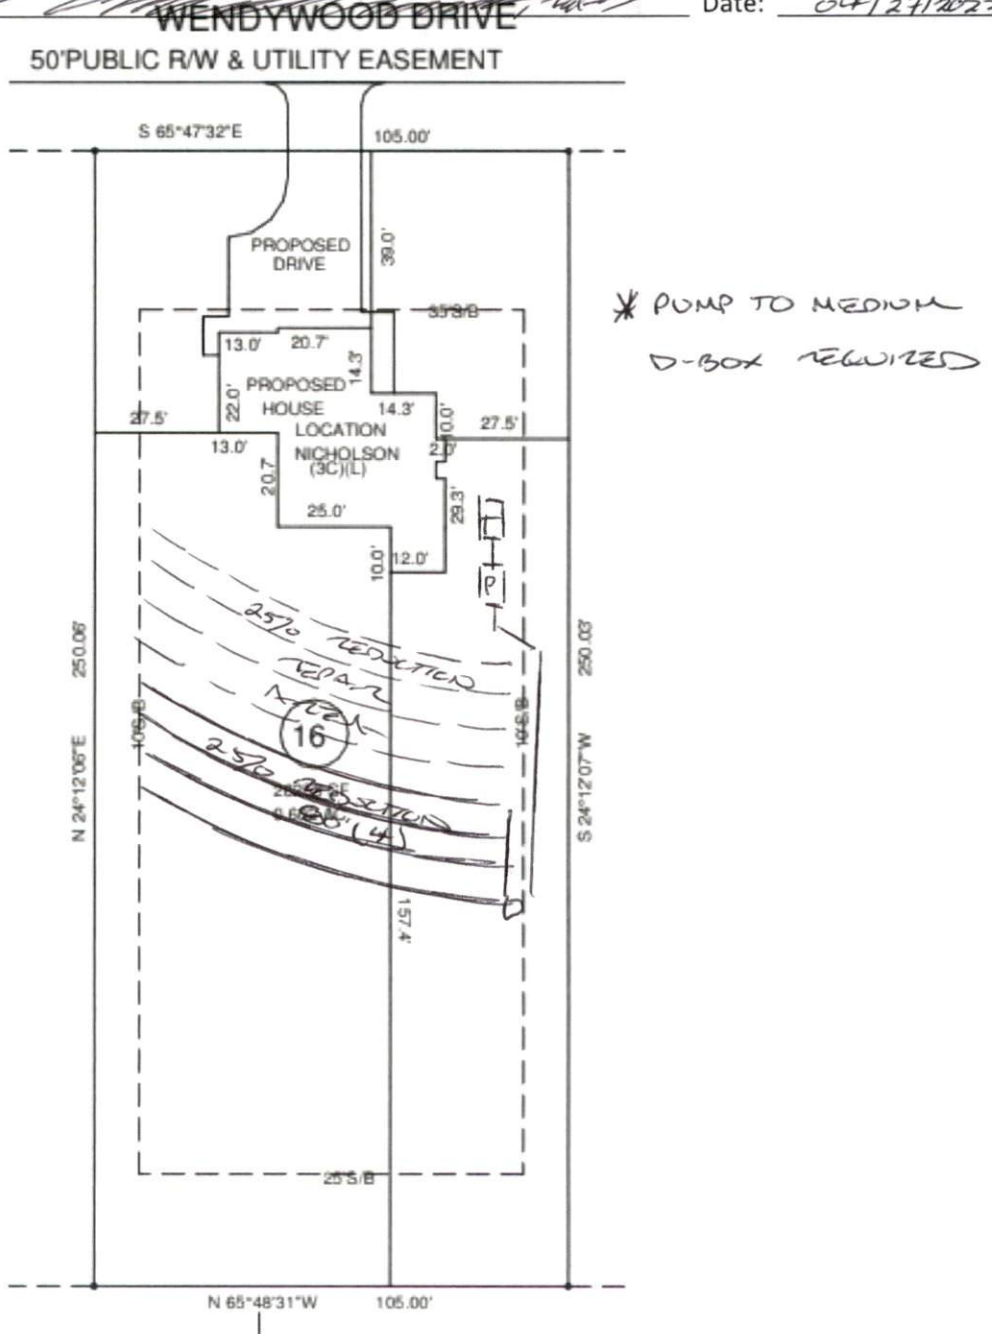 Date:
WENDYWOOD DRIVE
50'PUBLIC R/W & UTILITY EASEMENT
S 65°47'32"E
105.00'
PROPOSED
DRIVE
39.0'
35'S/B
* PUMP TO MEDIUM
D-BOX REQUIRED
13.0'
20.7'
14.3'
PROPOSED
HOUSE
22.0'
14.3'
27.5'
LOCATION
10.0'
27.5'
13.0'
NICHOLSON
2.0'
(3C)(L)
20.7'
29.3'
25.0'
T
10.0'
12.0'
P
25% REDUCTION
REPAIR
AREA
250.06'
250.03'
10'S/B
16
10'S/B
25% REDUCTION
(4)
N 24°12'06"E
S 24°12'07"W
157.4'
25'S/B
N 65°48'31"W
105.00'